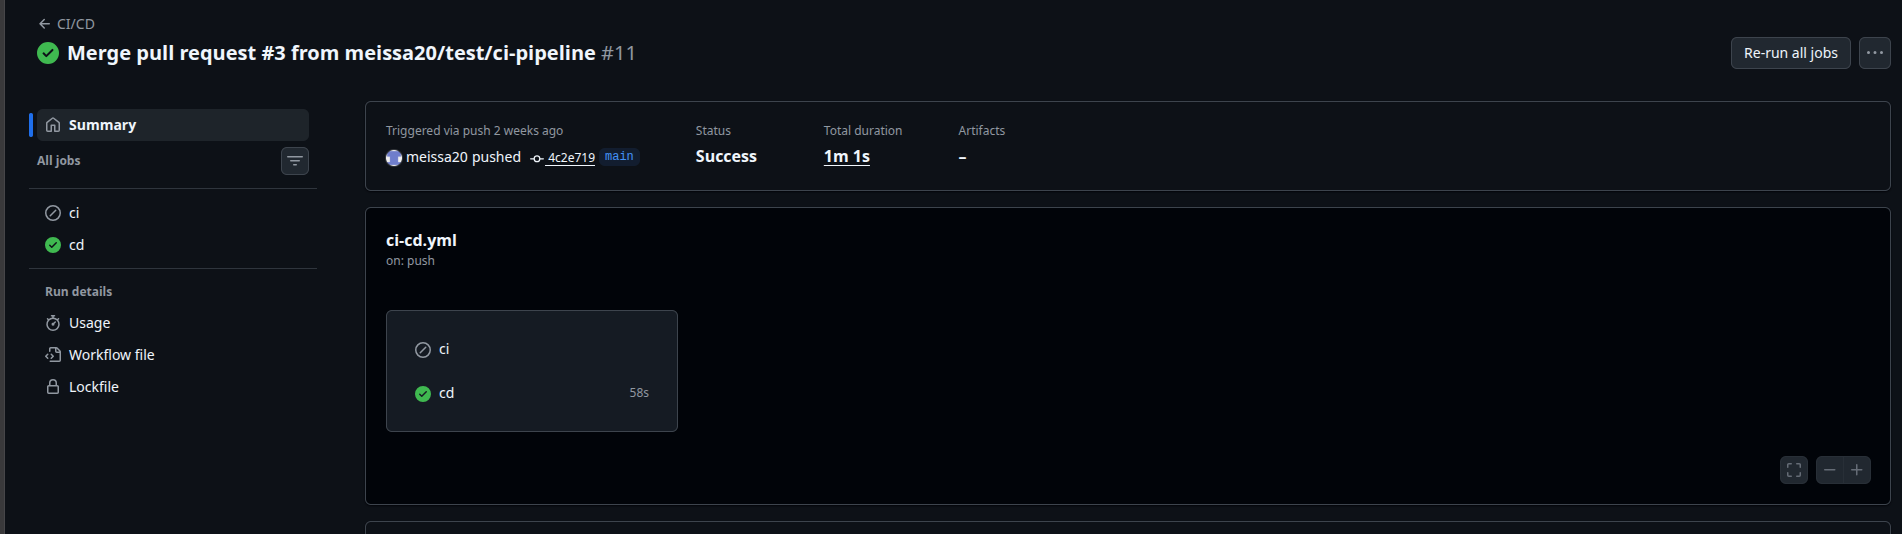 CI/CD
Merge pull request #3 from meissa20/test/ci-pipeline #11
Re-run all jobs
Summary
All jobs
ci
cd
Run details
Usage
Workflow file
Lockfile
Triggered via push 2 weeks ago
meissa20 pushed 4c2e719 main
Status
Success
Total duration
1m 1s
Artifacts
–
ci-cd.yml
on: push
ci
cd 58s